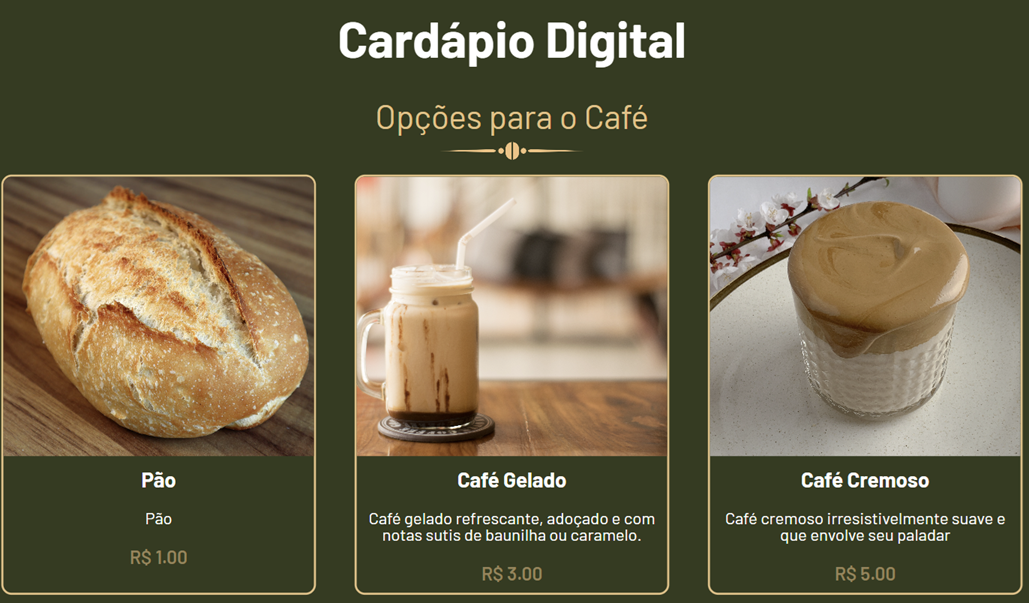 Cardápio Digital
Opções para o Café
Pão
Pão
R$ 1.00
Café Gelado
Café gelado refrescante, adoçado e com
notas sutis de baunilha ou caramelo.
R$ 3.00
Café Cremoso
Café cremoso irresistivelmente suave e
que envolve seu paladar
R$ 5.00